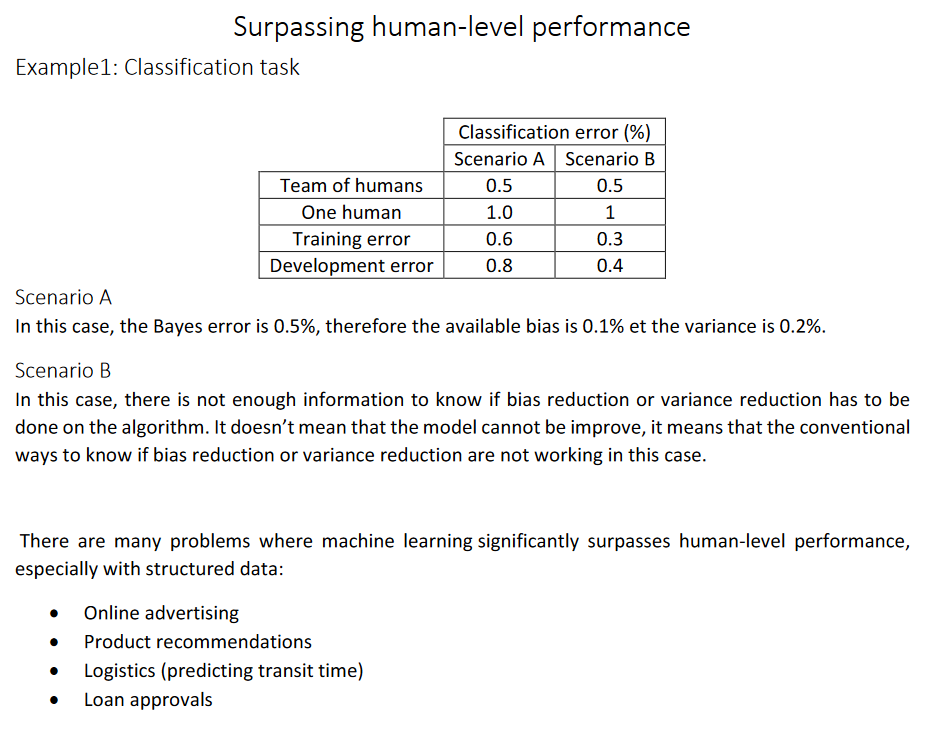 Surpassing human-level performance
Example1: Classification task
Classification error (%)
Scenario A Scenario B
Team of humans 0.5 0.5
One human 1.0 1
Training error 0.6 0.3
Development error 0.8 0.4
Scenario A
In this case, the Bayes error is 0.5%, therefore the available bias is 0.1% et the variance is 0.2%.
Scenario B
In this case, there is not enough information to know if bias reduction or variance reduction has to be
done on the algorithm. It doesn’t mean that the model cannot be improve, it means that the conventional
ways to know if bias reduction or variance reduction are not working in this case.
There are many problems where machine learning significantly surpasses human-level performance,
especially with structured data:
• Online advertising
• Product recommendations
• Logistics (predicting transit time)
• Loan approvals